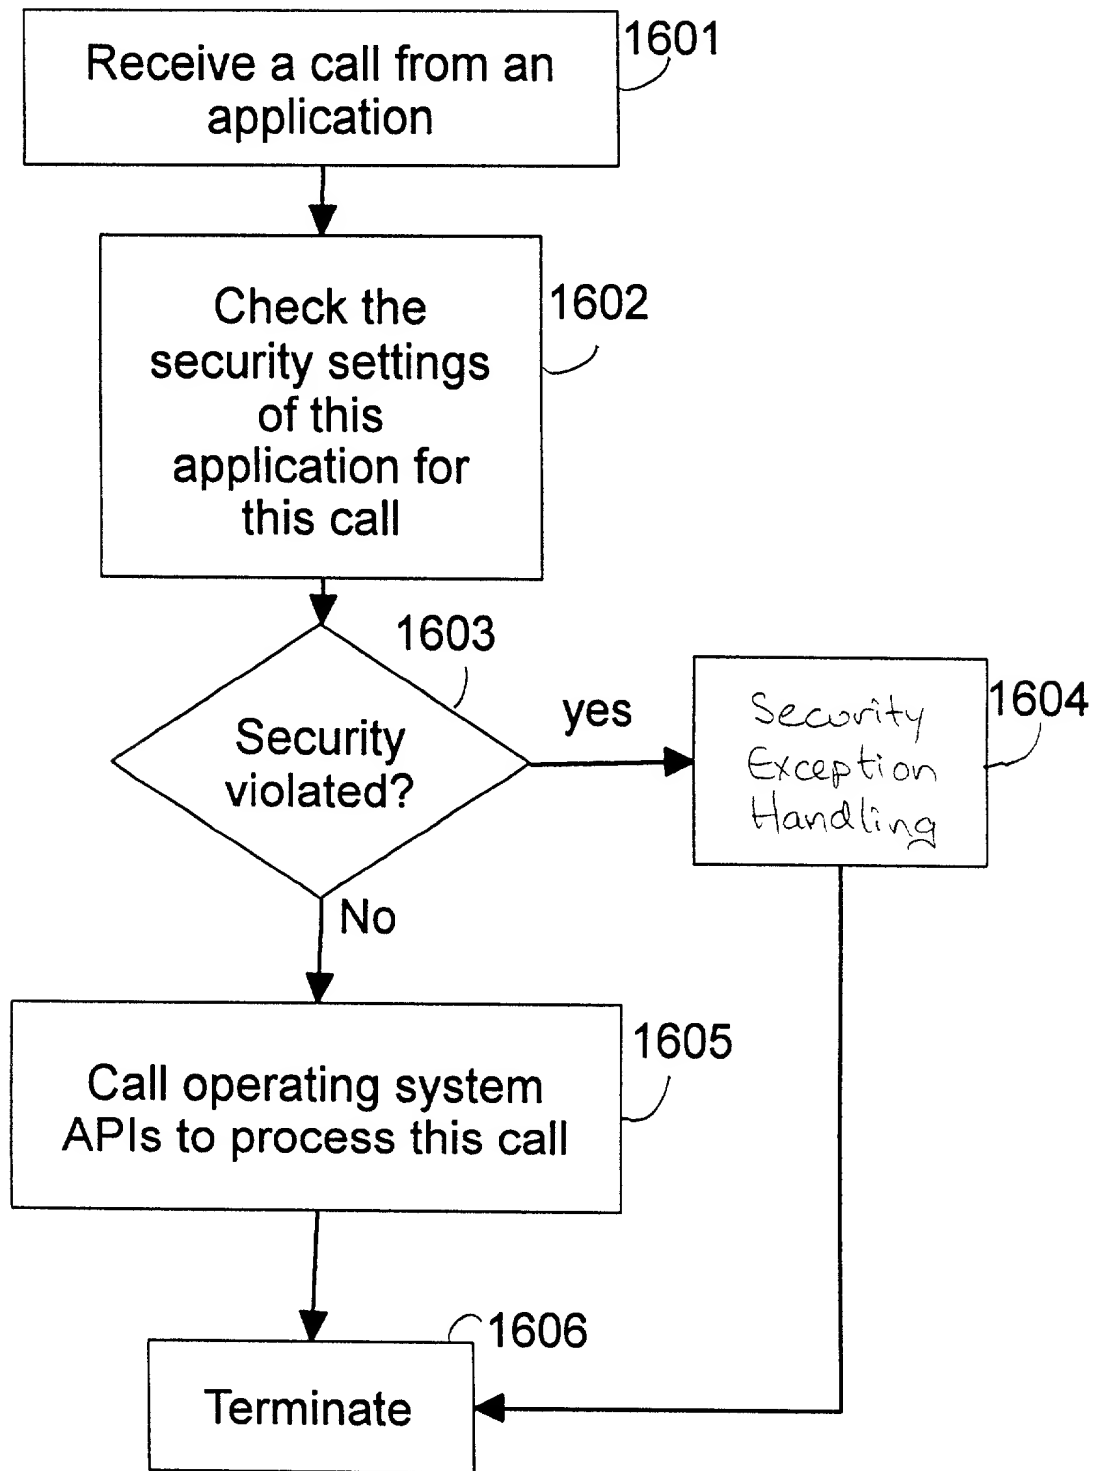 Receive a call from an
application
1601
Check the
security settings
of this
application for
this call
1602
1603
Security
violated?
yes
Security
Exception
Handling
1604
No
Call operating system
APIs to process this call
1605
1606
Terminate